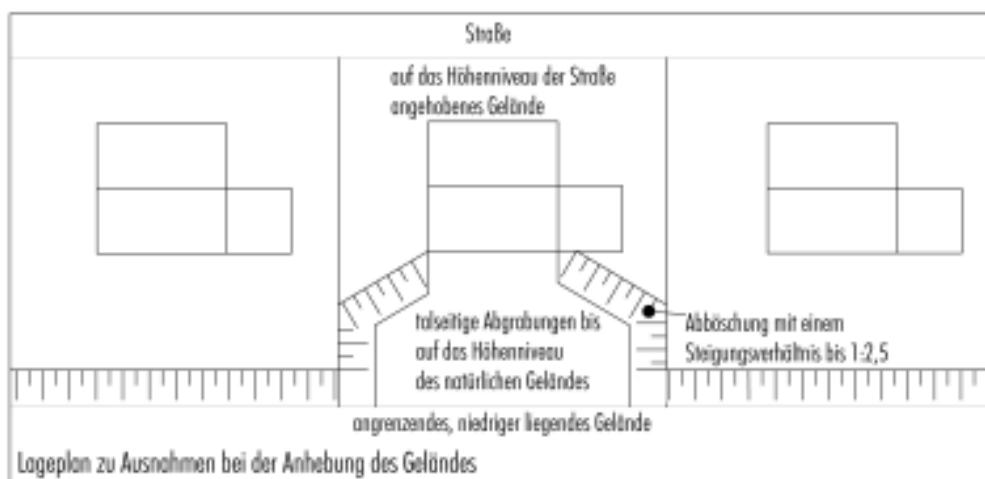 Straße
auf das Höhenniveau der Straße
angehobenes Gelände
talseitige Abgrabungen bis
auf das Höhenniveau
des natürlichen Geländes
Abböschung mit einem
Steigungsverhältnis bis 1:2,5
angrenzendes, niedriger liegendes Gelände
Lageplan zu Ausnahmen bei der Anhebung des Geländes